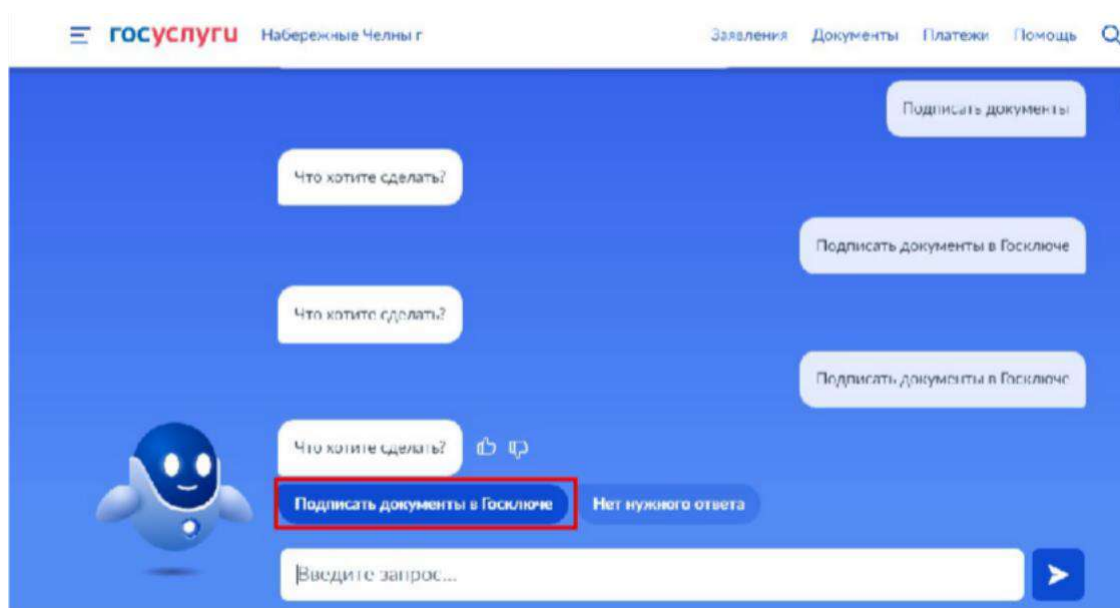 госуслуги Набережные Челны г Заявления Документы Платежи Помощь
Подписать документы
Что хотите сделать?
Подписать документы в Госключе
Что хотите сделать?
Подписать документы в Госключе
Что хотите сделать?
Подписать документы в Госключе Нет нужного ответа
Введите запрос...